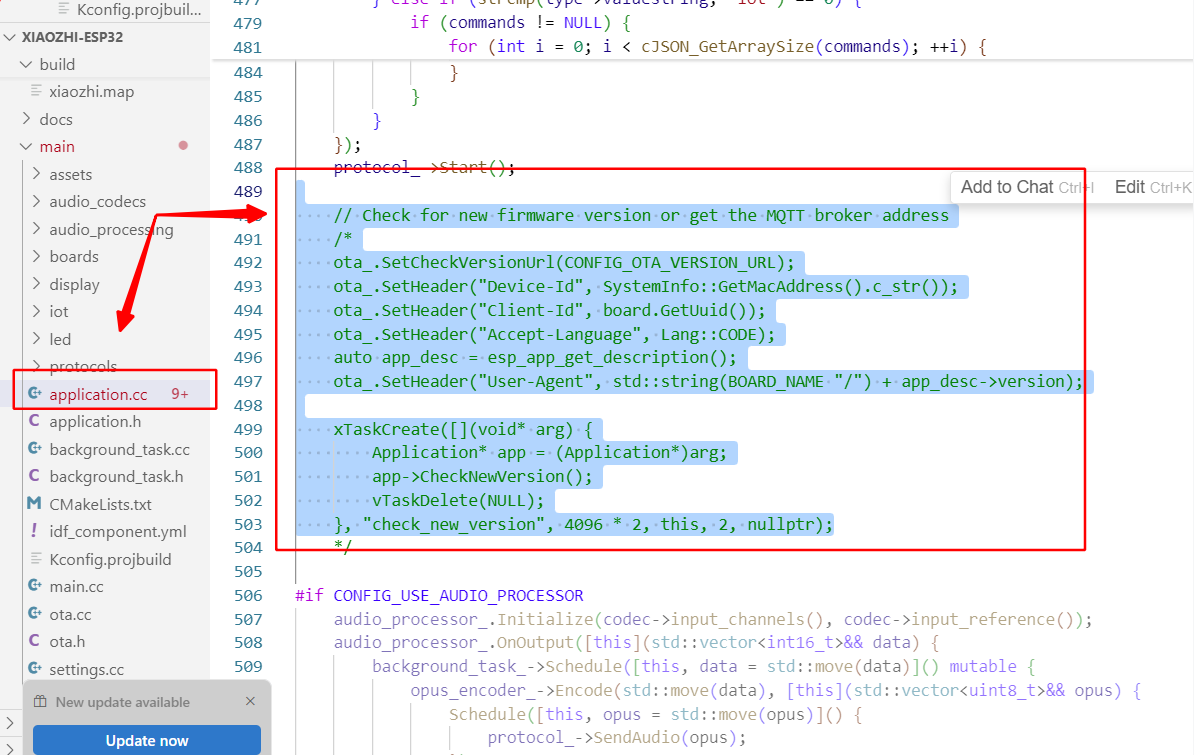 Kconfig.projbuil...
XIAOZHI-ESP32
build
xiaozhi.map
docs
main
assets
audio_codecs
audio_processing
boards
display
iot
led
protocols
application.cc 9+
application.h
background_task.cc
background_task.h
CMakeLists.txt
idf_component.yml
Kconfig.projbuild
main.cc
ota.cc
ota.h
settings.cc
New update available
Update now
477 } else if (strcmp(type->valuestring, "iot") == 0) {
479 if (commands != NULL) {
481 for (int i = 0; i < cJSON_GetArraySize(commands); ++i) {
484 }
485 }
486 }
487 });
488 protocol_->Start();
489
Add to Chat Ctrl+I Edit Ctrl+K
// Check for new firmware version or get the MQTT broker address
491 /*
492 ota_.SetCheckVersionUrl(CONFIG_OTA_VERSION_URL);
493 ota_.SetHeader("Device-Id", SystemInfo::GetMacAddress().c_str());
494 ota_.SetHeader("Client-Id", board.GetUuid());
495 ota_.SetHeader("Accept-Language", Lang::CODE);
496 auto app_desc = esp_app_get_description();
497 ota_.SetHeader("User-Agent", std::string(BOARD_NAME "/") + app_desc->version);
498
499 xTaskCreate([](void* arg) {
500 Application* app = (Application*)arg;
501 app->CheckNewVersion();
502 vTaskDelete(NULL);
503 }, "check_new_version", 4096 * 2, this, 2, nullptr);
504 */
505
506 #if CONFIG_USE_AUDIO_PROCESSOR
507 audio_processor_.Initialize(codec->input_channels(), codec->input_reference());
508 audio_processor_.OnOutput([this](std::vector<int16_t>&& data) {
509 background_task_->Schedule([this, data = std::move(data)]() mutable {
opus_encoder_->Encode(std::move(data), [this](std::vector<uint8_t>&& opus) {
Schedule([this, opus = std::move(opus)]() {
protocol_->SendAudio(opus);